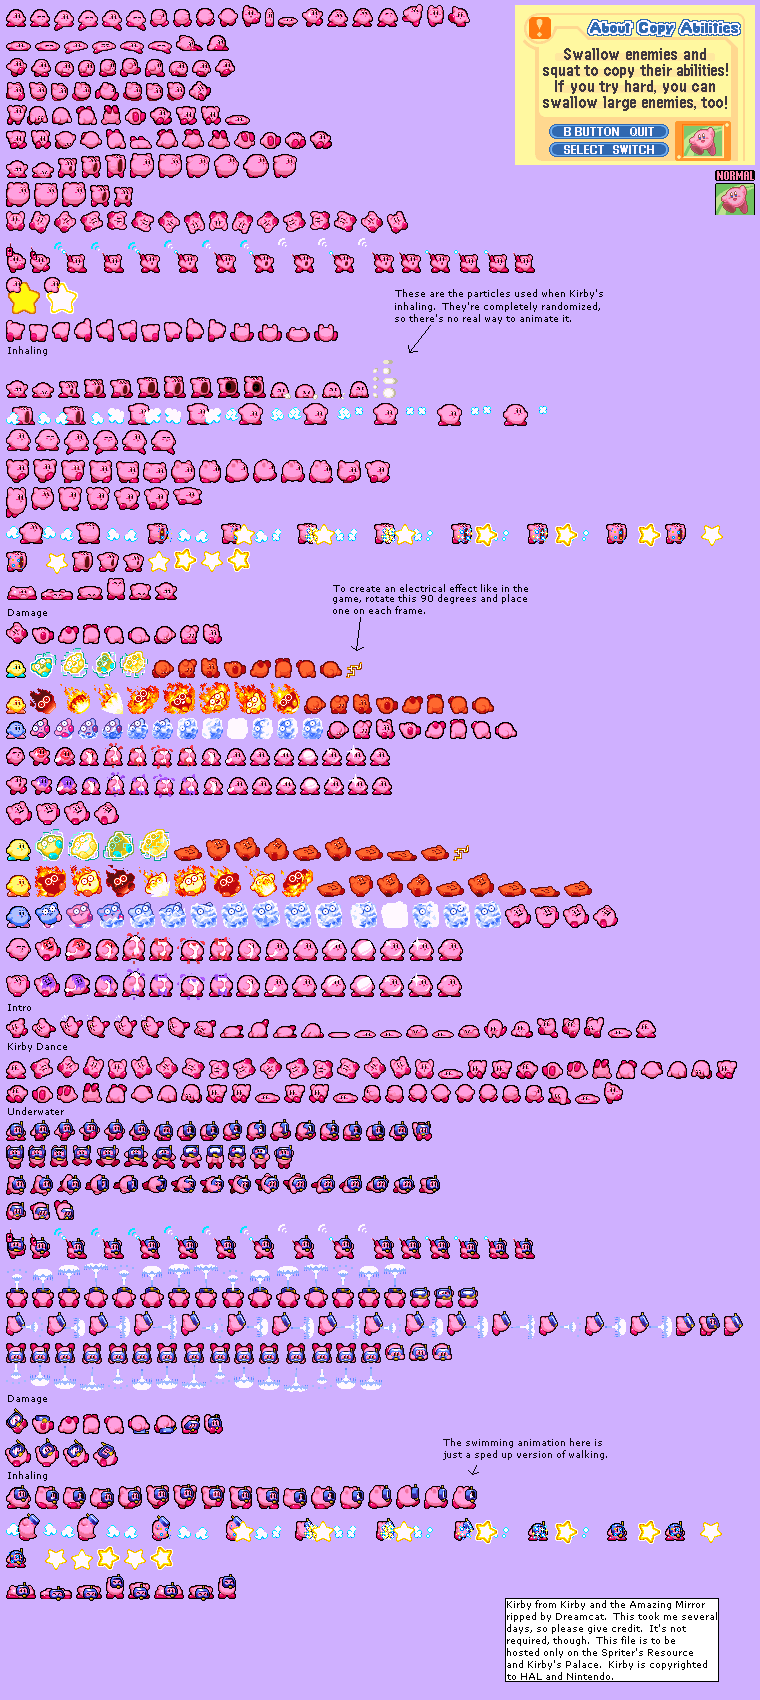 About Copy Abilities
Swallow enemies and
squat to copy their abilities!
If you try hard, you can
swallow large enemies, too!
B BUTTON QUIT
SELECT SWITCH
NORMAL
These are the particles used when Kirby's
inhaling. They're completely randomized,
so there's no real way to animate it.
Inhaling
To create an electrical effect like in the
game, rotate this 90 degrees and place
one on each frame.
Damage
Intro
Kirby Dance
Underwater
Damage
The swimming animation here is
just a sped up version of walking.
Inhaling
Kirby from Kirby and the Amazing Mirror
ripped by Dreamcat. This took me several
days, so please give credit. It's not
required, though. This file is to be
hosted only on the Spriter's Resource
and Kirby's Palace. Kirby is copyrighted
to HAL and Nintendo.